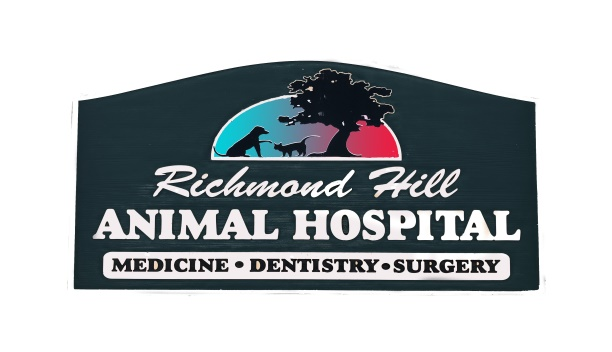 Richmond Hill
ANIMAL HOSPITAL
MEDICINE • DENTISTRY • SURGERY